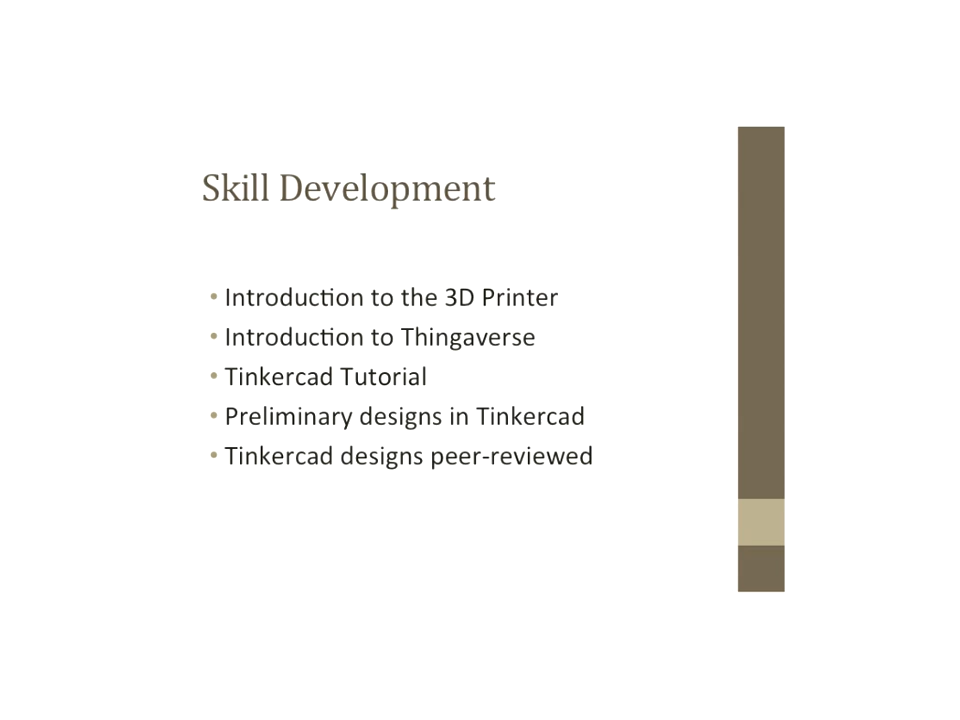 Skill Development
• Introduction to the 3D Printer
• Introduction to Thingaverse
• Tinkercad Tutorial
• Preliminary designs in Tinkercad
• Tinkercad designs peer-reviewed